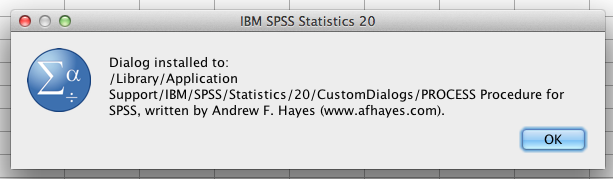 IBM SPSS Statistics 20
Σα
÷
Dialog installed to:
/Library/Application
Support/IBM/SPSS/Statistics/20/CustomDialogs/PROCESS Procedure for
SPSS, written by Andrew F. Hayes (www.afhayes.com).
OK